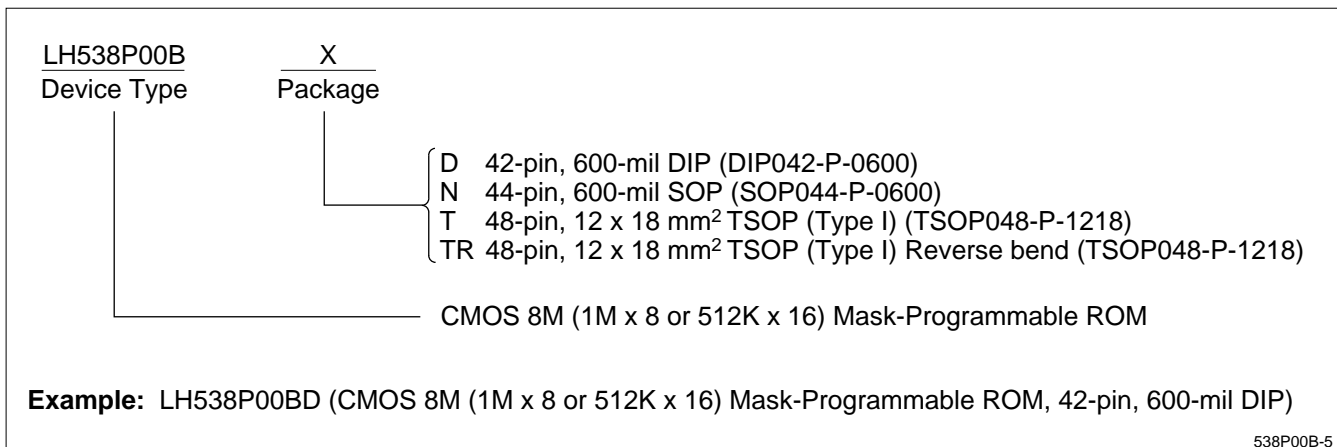 LH538P00B X
Device Type Package
D 42-pin, 600-mil DIP (DIP042-P-0600)
N 44-pin, 600-mil SOP (SOP044-P-0600)
T 48-pin, 12 x 18 mm² TSOP (Type I) (TSOP048-P-1218)
TR 48-pin, 12 x 18 mm² TSOP (Type I) Reverse bend (TSOP048-P-1218)
CMOS 8M (1M x 8 or 512K x 16) Mask-Programmable ROM
Example: LH538P00BD (CMOS 8M (1M x 8 or 512K x 16) Mask-Programmable ROM, 42-pin, 600-mil DIP)
538P00B-5